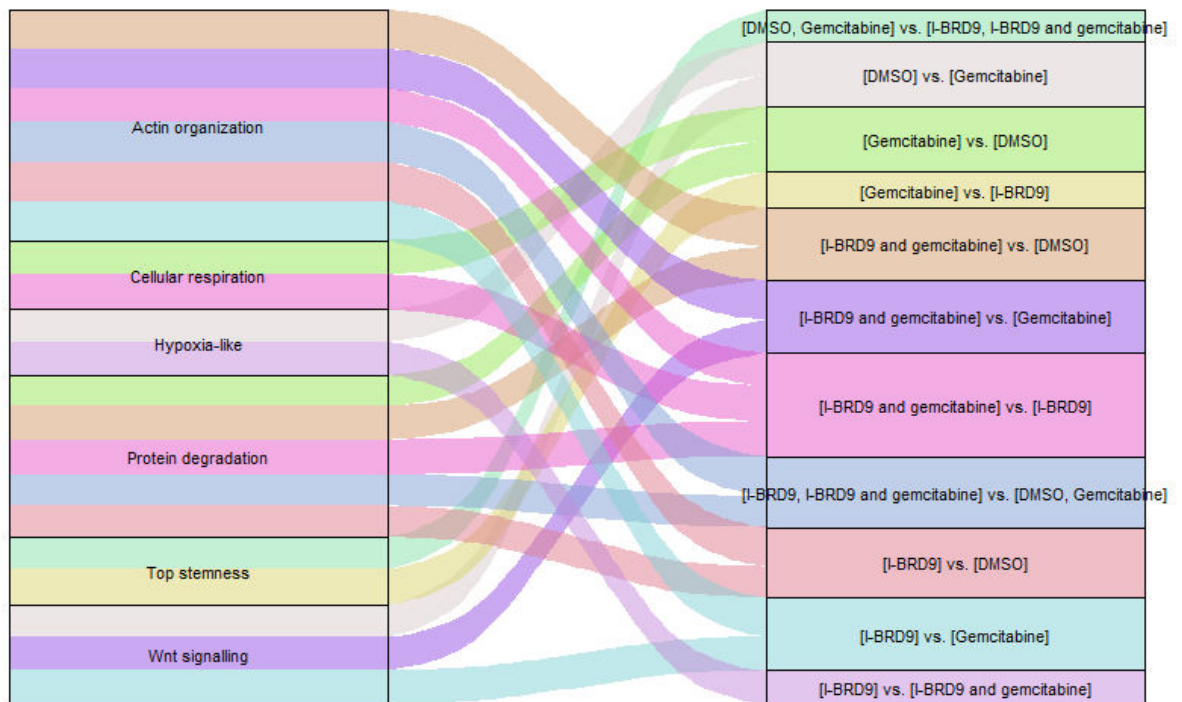 Actin organization
Cellular respiration
Hypoxia-like
Protein degradation
Top stemness
Wnt signalling
[DMSO, Gemcitabine] vs. [I-BRD9, I-BRD9 and gemcitabine]
[DMSO] vs. [Gemcitabine]
[Gemcitabine] vs. [DMSO]
[Gemcitabine] vs. [I-BRD9]
[I-BRD9 and gemcitabine] vs. [DMSO]
[I-BRD9 and gemcitabine] vs. [Gemcitabine]
[I-BRD9 and gemcitabine] vs. [I-BRD9]
[I-BRD9, I-BRD9 and gemcitabine] vs. [DMSO, Gemcitabine]
[I-BRD9] vs. [DMSO]
[I-BRD9] vs. [Gemcitabine]
[I-BRD9] vs. [I-BRD9 and gemcitabine]